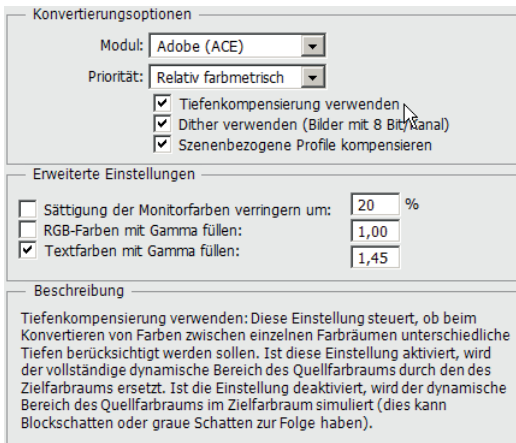 Konvertierungsoptionen
Modul: Adobe (ACE)
Priorität: Relativ farbmetrisch
Tiefenkompensierung verwenden
Dither verwenden (Bilder mit 8 Bit/Kanal)
Szenenbezogene Profile kompensieren
Erweiterte Einstellungen
Sättigung der Monitorfarben verringern um: 20 %
RGB-Farben mit Gamma füllen: 1,00
Textfarben mit Gamma füllen: 1,45
Beschreibung
Tiefenkompensierung verwenden: Diese Einstellung steuert, ob beim
Konvertieren von Farben zwischen einzelnen Farbräumen unterschiedliche
Tiefen berücksichtigt werden sollen. Ist diese Einstellung aktiviert, wird
der vollständige dynamische Bereich des Quellfarbraums durch den des
Zielfarbraums ersetzt. Ist die Einstellung deaktiviert, wird der dynamische
Bereich des Quellfarbraums im Zielfarbraum simuliert (dies kann
Blockschatten oder graue Schatten zur Folge haben).